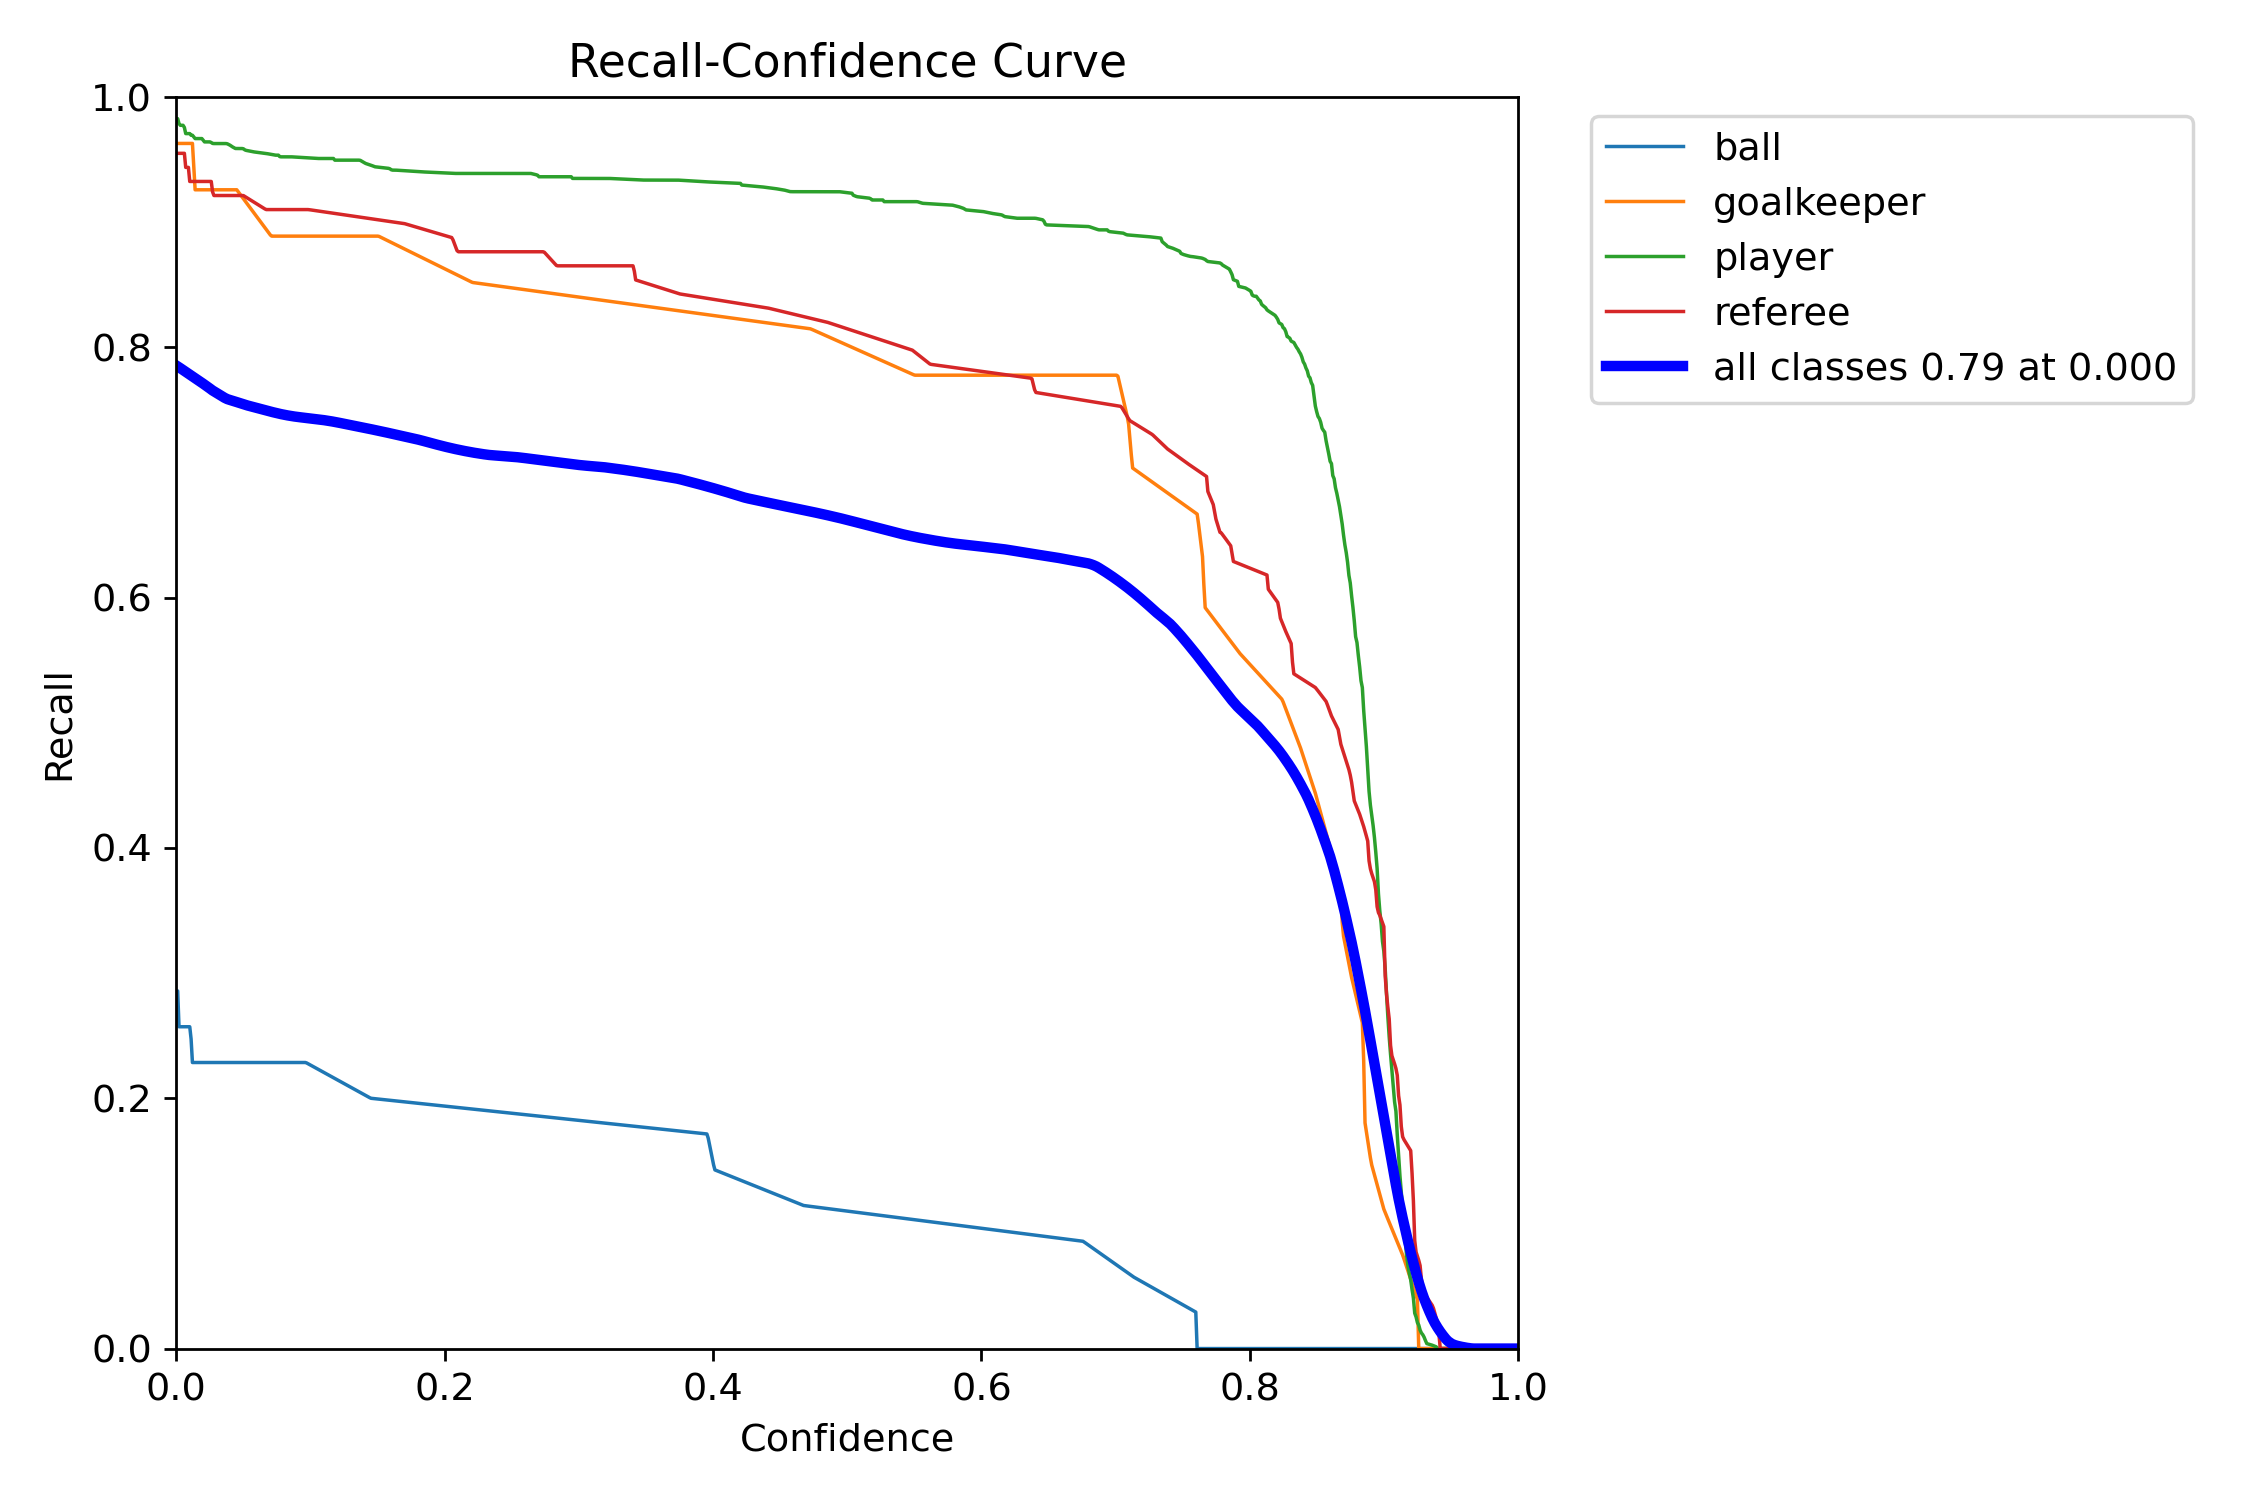 Recall-Confidence Curve
1.0
0.8
0.6
0.4
0.2
0.0
Recall
0.0 0.2 0.4 0.6 0.8 1.0
Confidence
ball
goalkeeper
player
referee
all classes 0.79 at 0.000